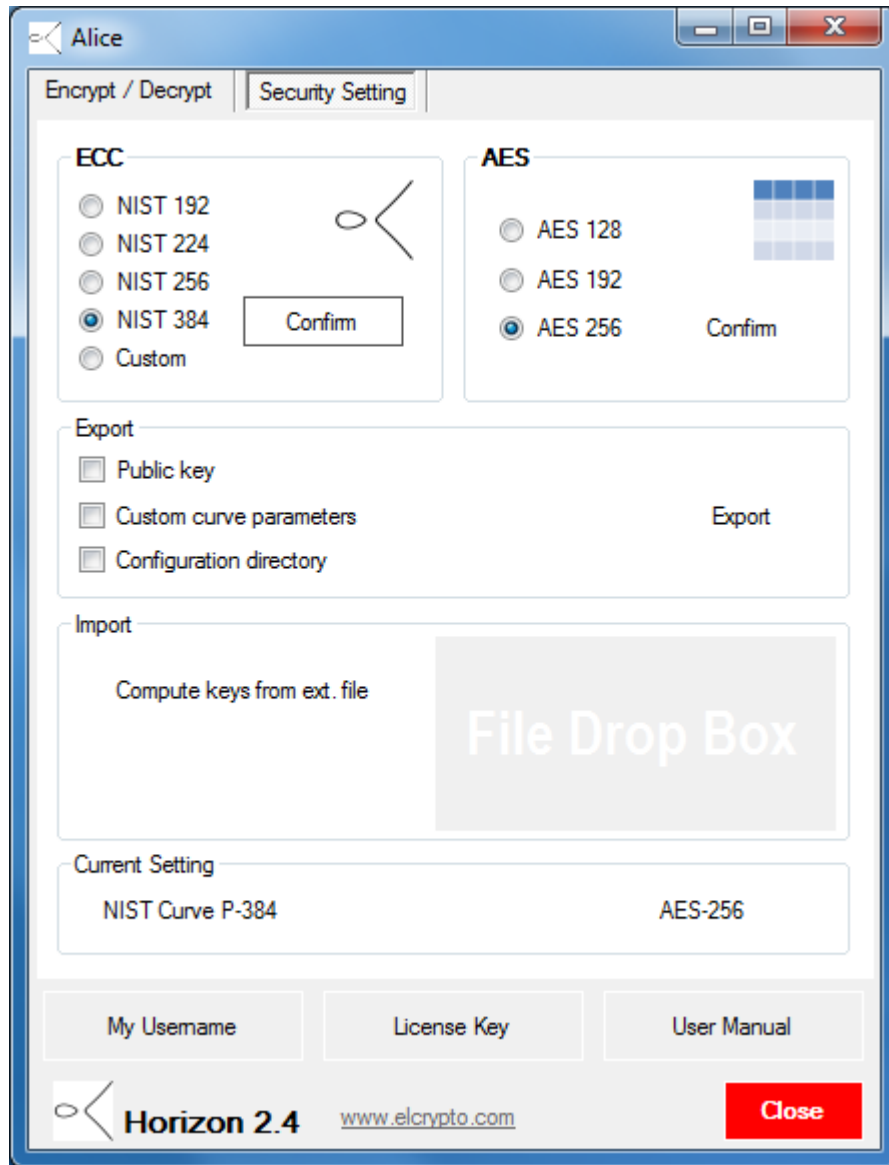 Alice
Encrypt / Decrypt
Security Setting
ECC
NIST 192
NIST 224
NIST 256
NIST 384
Custom
Confirm
AES
AES 128
AES 192
AES 256
Confirm
Export
Public key
Custom curve parameters
Configuration directory
Export
Import
Compute keys from ext. file
File Drop Box
Current Setting
NIST Curve P-384
AES-256
My Username
License Key
User Manual
Horizon 2.4
www.elcrypto.com
Close